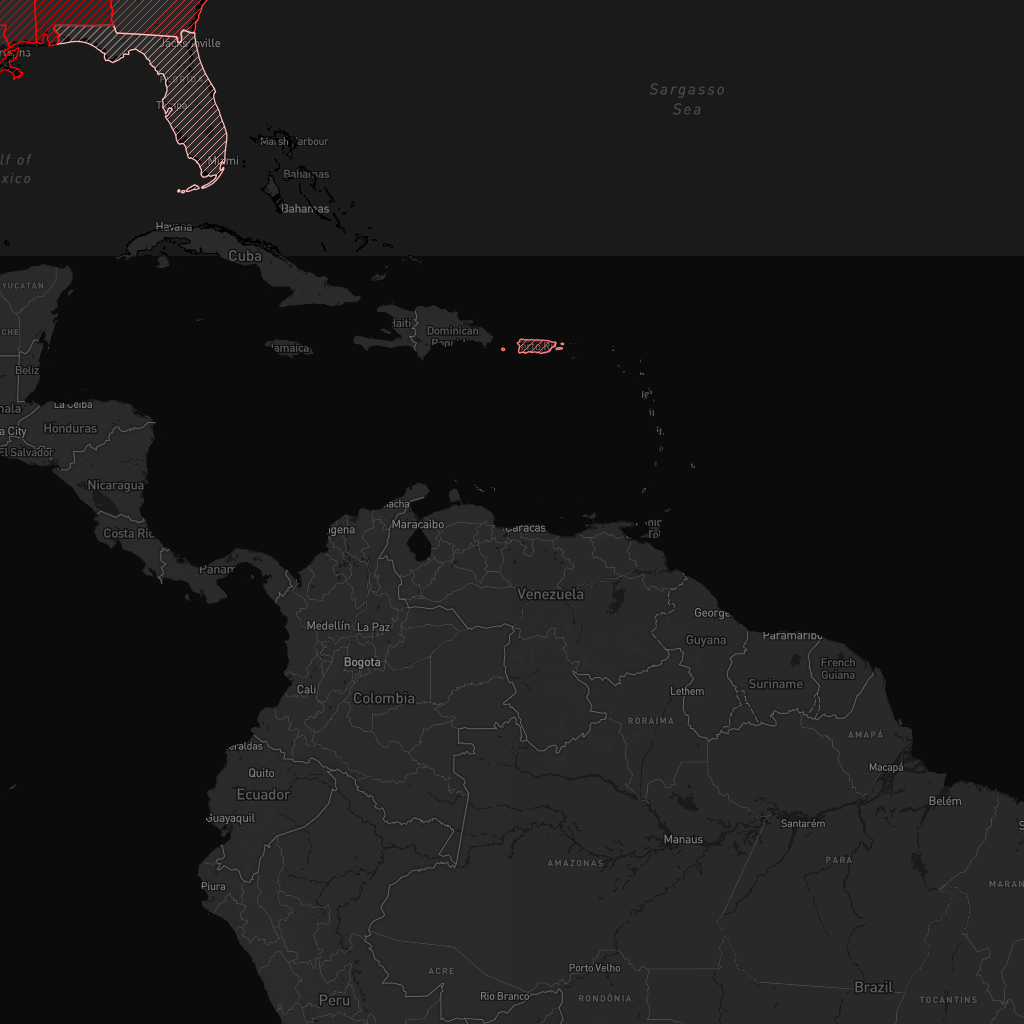 Jacksonville
FLORIDA
Tampa
Miami
Sargasso
Sea
lf of
xico
Marsh Harbour
Bahamas
Bahamas
Havana
Cuba
YUCATÁN
CHE
Haiti
Dominican
Jamaica
Beliz
La Ceiba
Honduras
a City
El Salvador
Nicaragua
Costa Ric
Panam
Maracaibo
Caracas
Venezuela
George
Guyana
Paramaribo
French
Guiana
Suriname
Medellín
La Paz
Bogota
Cali
Colombia
Lethem
RORAIMA
AMAPÁ
Macapá
Belém
Quito
Ecuador
Guayaquil
Santarém
Manaus
AMAZONAS
PARÁ
Piura
MARAN
ACRE
Porto Velho
Rio Branco
RONDÔNIA
Brazil
TOCANTINS
Peru